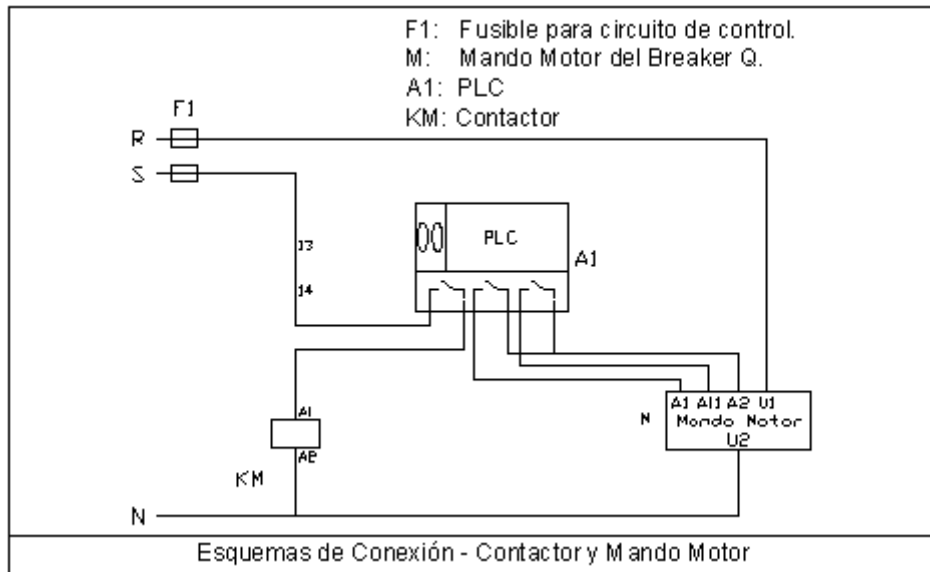 F1: Fusible para circuito de control.
M: Mando Motor del Breaker Q.
A1: PLC
KM: Contactor
F1
R
S
13
14
PLC
A1
A1
A2
KM
N
A1 A11 A2 U1
Mando Motor
U2
N
Esquemas de Conexión - Contactor y Mando Motor